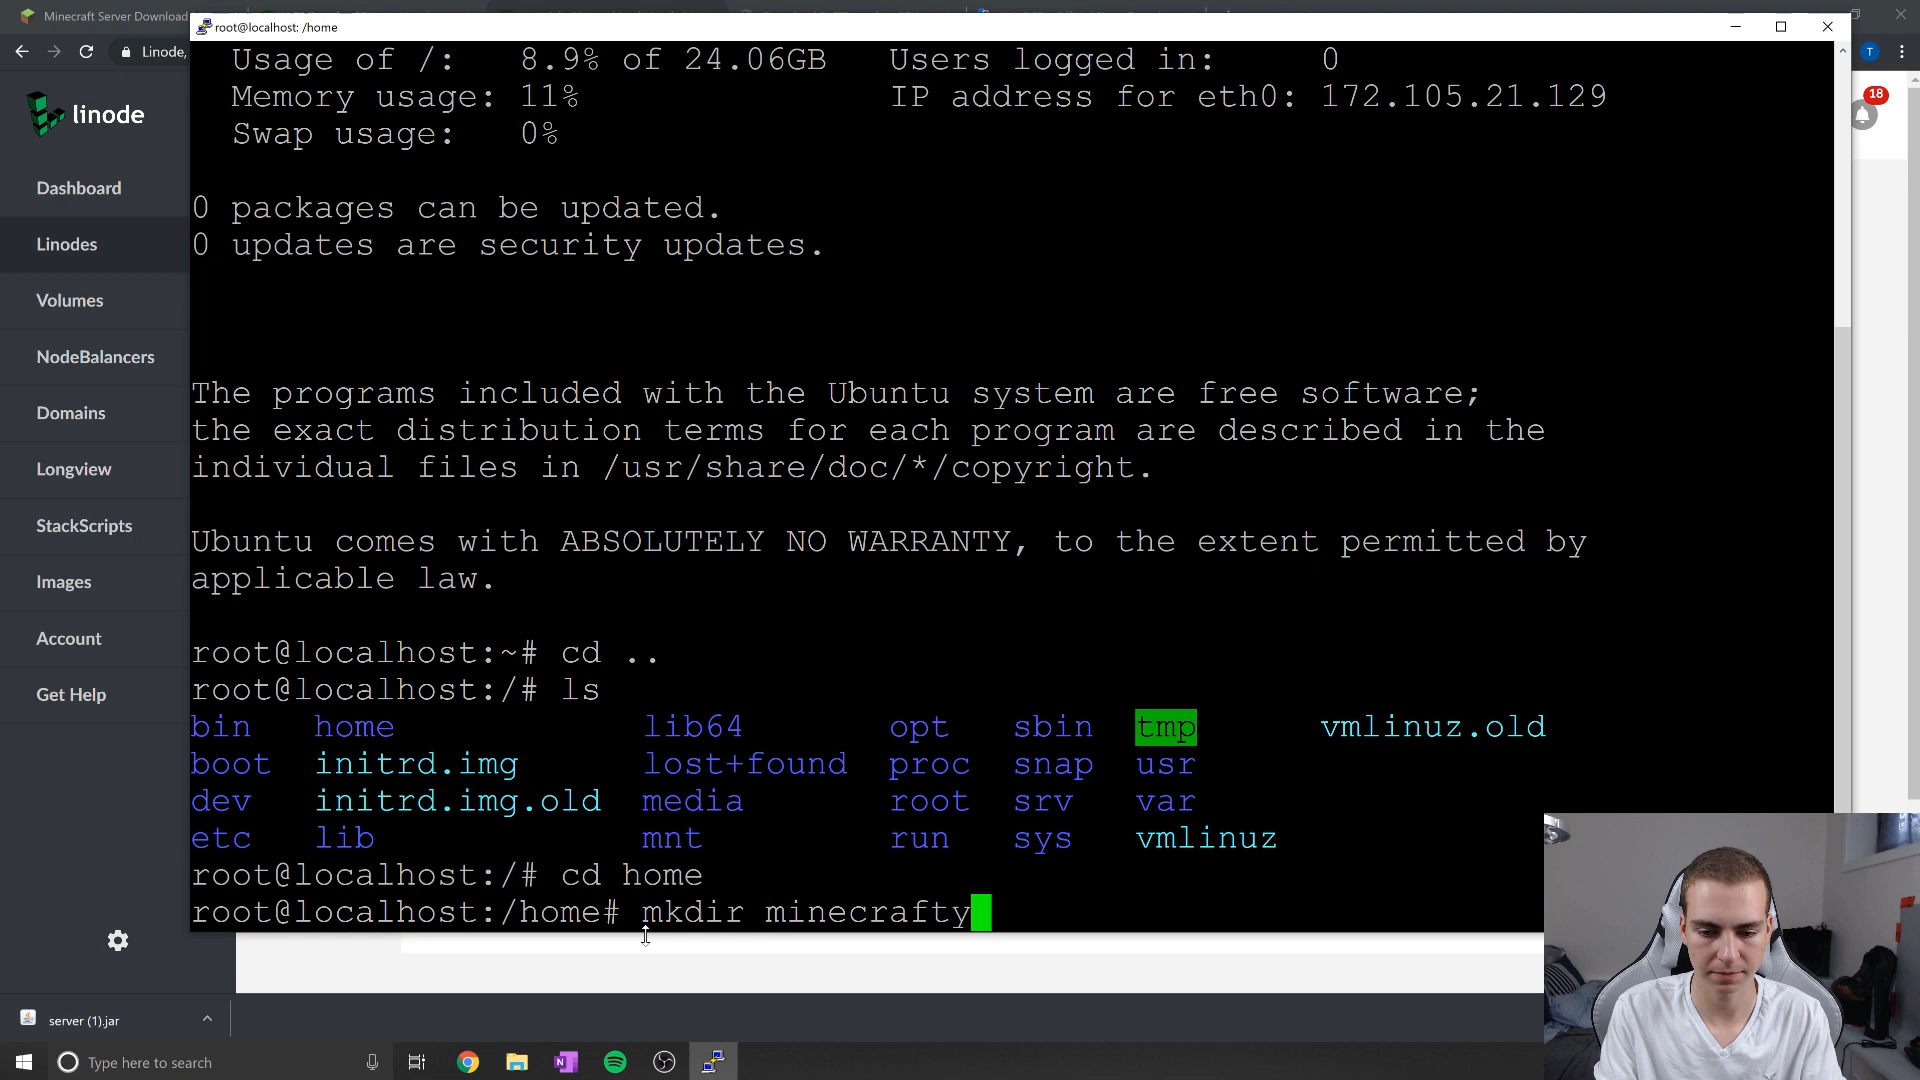 Minecraft Server Download
root@localhost: /home
Linode,
T
linode
18
Dashboard
Linodes
Volumes
NodeBalancers
Domains
Longview
StackScripts
Images
Account
Get Help
Usage of /:   8.9% of 24.06GB   Users logged in:       0
Memory usage: 11%               IP address for eth0: 172.105.21.129
Swap usage:   0%
0 packages can be updated.
0 updates are security updates.
The programs included with the Ubuntu system are free software;
the exact distribution terms for each program are described in the
individual files in /usr/share/doc/*/copyright.
Ubuntu comes with ABSOLUTELY NO WARRANTY, to the extent permitted by
applicable law.
root@localhost:~# cd ..
root@localhost:/# ls
bin   home            lib64       opt   sbin  tmp      vmlinuz.old
boot  initrd.img      lost+found  proc  snap  usr
dev   initrd.img.old  media       root  srv   var
etc   lib             mnt         run   sys   vmlinuz
root@localhost:/# cd home
root@localhost:/home# mkdir minecrafty
server (1).jar
Type here to search